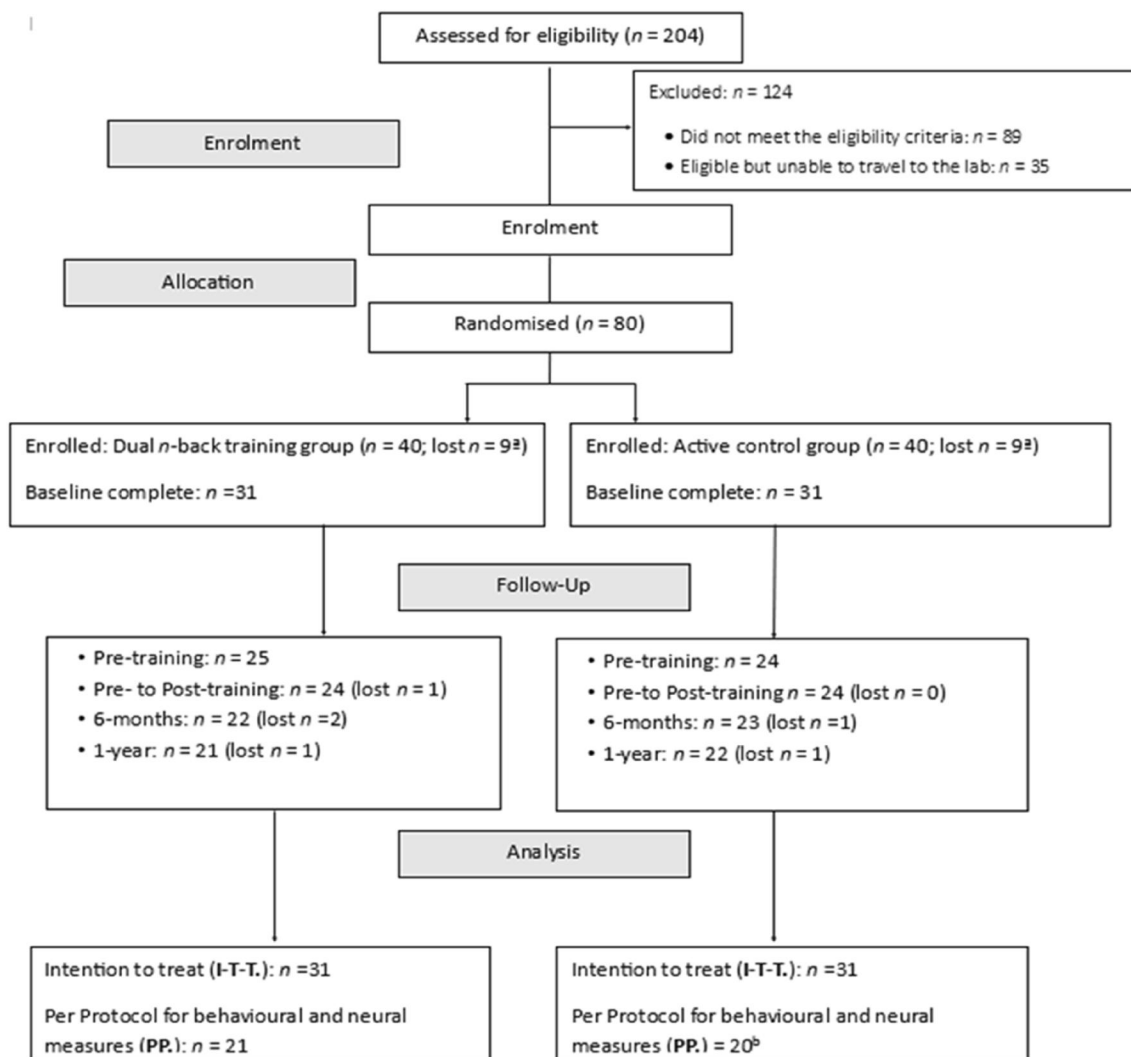 Assessed for eligibility (n = 204)
Excluded: n = 124
• Did not meet the eligibility criteria: n = 89
• Eligible but unable to travel to the lab: n = 35
Enrolment
Enrolment
Allocation
Randomised (n = 80)
Enrolled: Dual n-back training group (n = 40; lost n = 9ª)
Baseline complete: n =31
Enrolled: Active control group (n = 40; lost n = 9ª)
Baseline complete: n = 31
Follow-Up
• Pre-training: n = 25
• Pre- to Post-training: n = 24 (lost n = 1)
• 6-months: n = 22 (lost n =2)
• 1-year: n = 21 (lost n = 1)
• Pre-training: n = 24
• Pre-to Post-training n = 24 (lost n = 0)
• 6-months: n = 23 (lost n =1)
• 1-year: n = 22 (lost n = 1)
Analysis
Intention to treat (I-T-T.): n =31
Per Protocol for behavioural and neural
measures (PP.): n = 21
Intention to treat (I-T-T.): n =31
Per Protocol for behavioural and neural
measures (PP.) = 20ᵇ